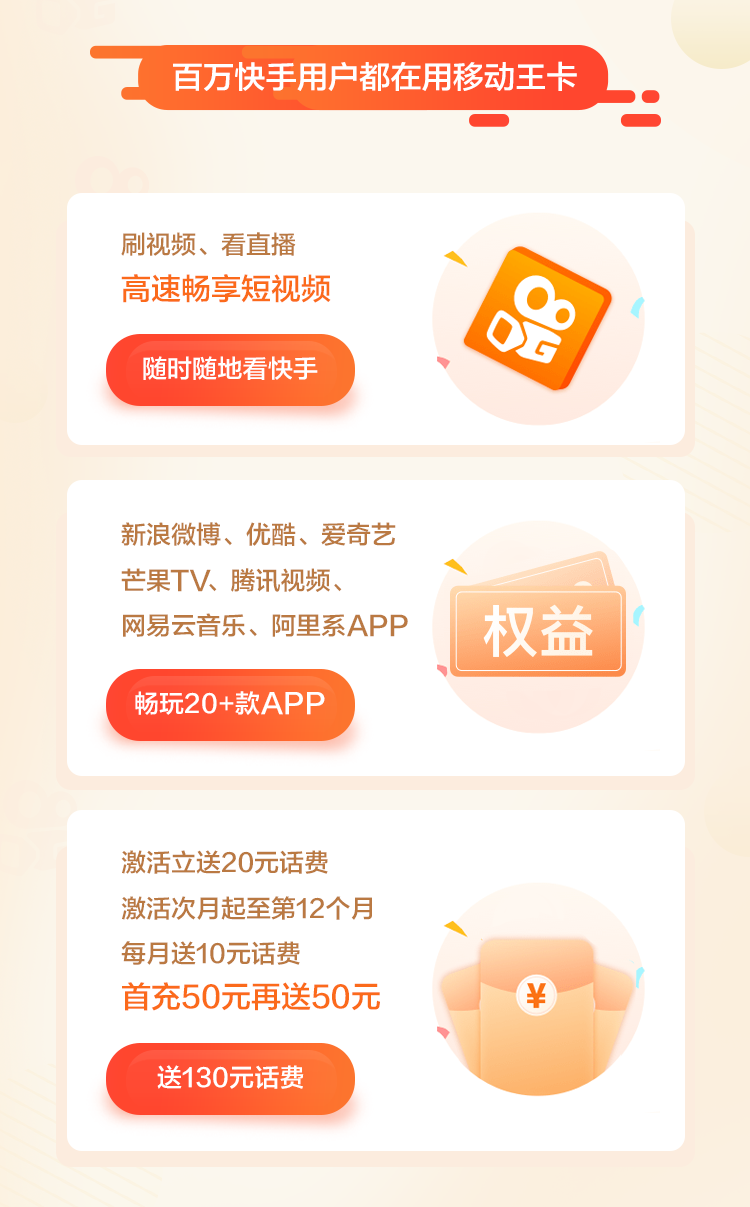 百万快手用户都在用移动王卡
刷视频、看直播
高速畅享短视频
随时随地看快手
新浪微博、优酷、爱奇艺
芒果TV、腾讯视频、
网易云音乐、阿里系APP
权益
畅玩20+款APP
激活立送20元话费
激活次月起至第12个月
每月送10元话费
首充50元再送50元
¥
送130元话费